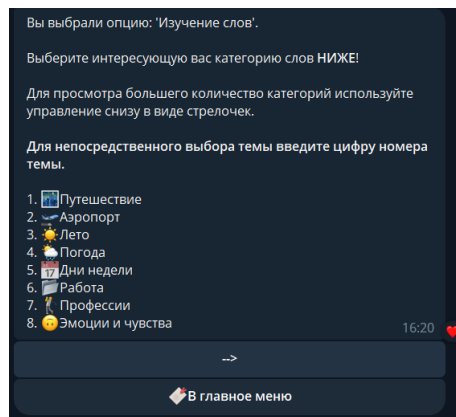 Вы выбрали опцию: 'Изучение слов'.
Выберите интересующую вас категорию слов НИЖЕ!
Для просмотра большего количество категорий используйте
управление снизу в виде стрелочек.
Для непосредственного выбора темы введите цифру номера
темы.
1. 🏙Путешествие
2. 🛫Аэропорт
3. ☀️Лето
4. 🌦Погода
5. 📅Дни недели
6. 📁Работа
7. 🏌Профессии
8. 🙃Эмоции и чувства
16:20
-->
В главное меню